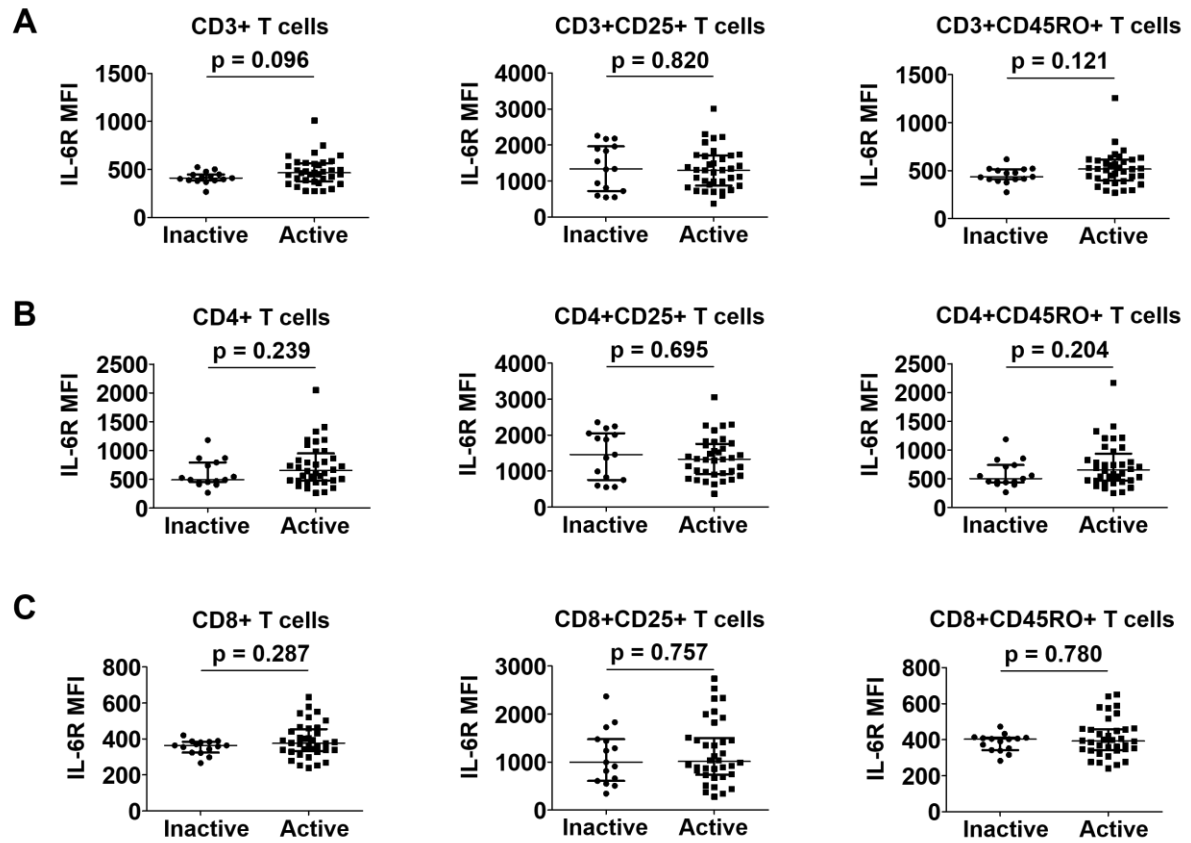 A
CD3+ T cells
p = 0.096
IL-6R MFI
1500
1000
500
0
Inactive Active
CD3+CD25+ T cells
p = 0.820
IL-6R MFI
4000
3000
2000
1000
0
Inactive Active
CD3+CD45RO+ T cells
p = 0.121
IL-6R MFI
1500
1000
500
0
Inactive Active
B
CD4+ T cells
p = 0.239
IL-6R MFI
2500
2000
1500
1000
500
0
Inactive Active
CD4+CD25+ T cells
p = 0.695
IL-6R MFI
4000
3000
2000
1000
0
Inactive Active
CD4+CD45RO+ T cells
p = 0.204
IL-6R MFI
2500
2000
1500
1000
500
0
Inactive Active
C
CD8+ T cells
p = 0.287
IL-6R MFI
800
600
400
200
0
Inactive Active
CD8+CD25+ T cells
p = 0.757
IL-6R MFI
3000
2000
1000
0
Inactive Active
CD8+CD45RO+ T cells
p = 0.780
IL-6R MFI
800
600
400
200
0
Inactive Active